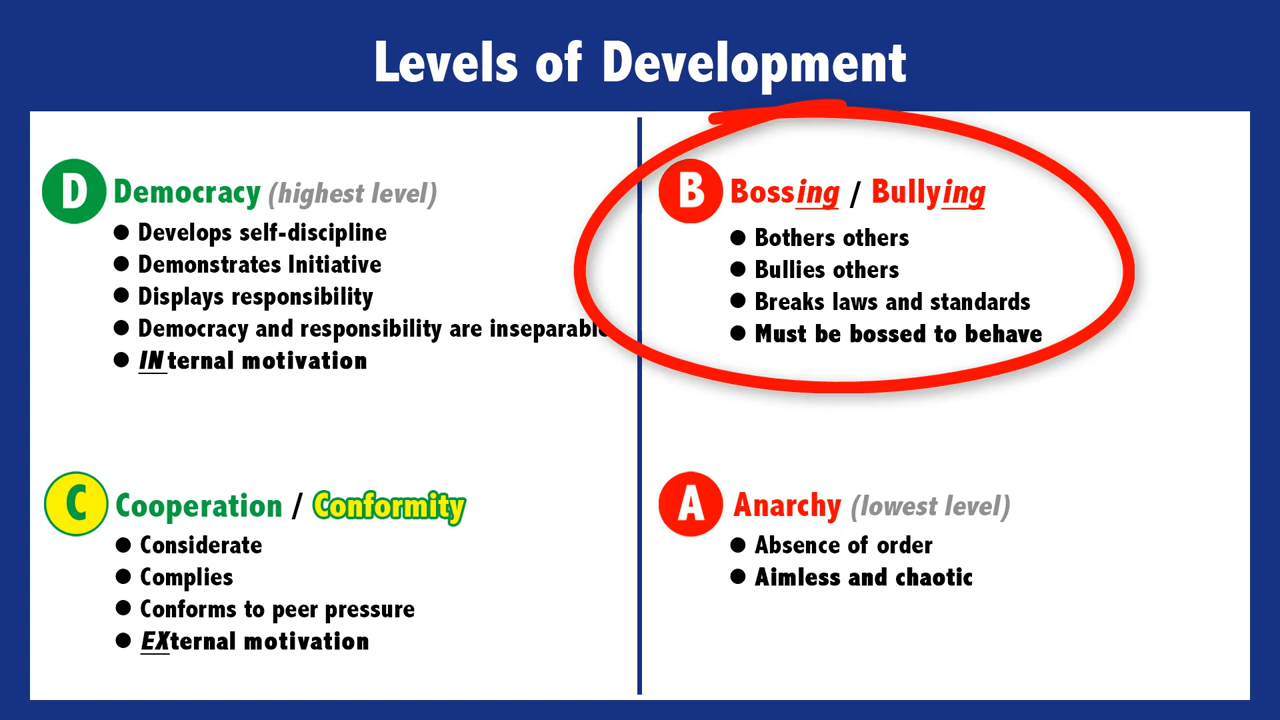 Levels of Development
D Democracy (highest level)
● Develops self-discipline
● Demonstrates Initiative
● Displays responsibility
● Democracy and responsibility are inseparable
● INternal motivation
B Bossing / Bullying
● Bothers others
● Bullies others
● Breaks laws and standards
● Must be bossed to behave
C Cooperation / Conformity
● Considerate
● Complies
● Conforms to peer pressure
● EXternal motivation
A Anarchy (lowest level)
● Absence of order
● Aimless and chaotic